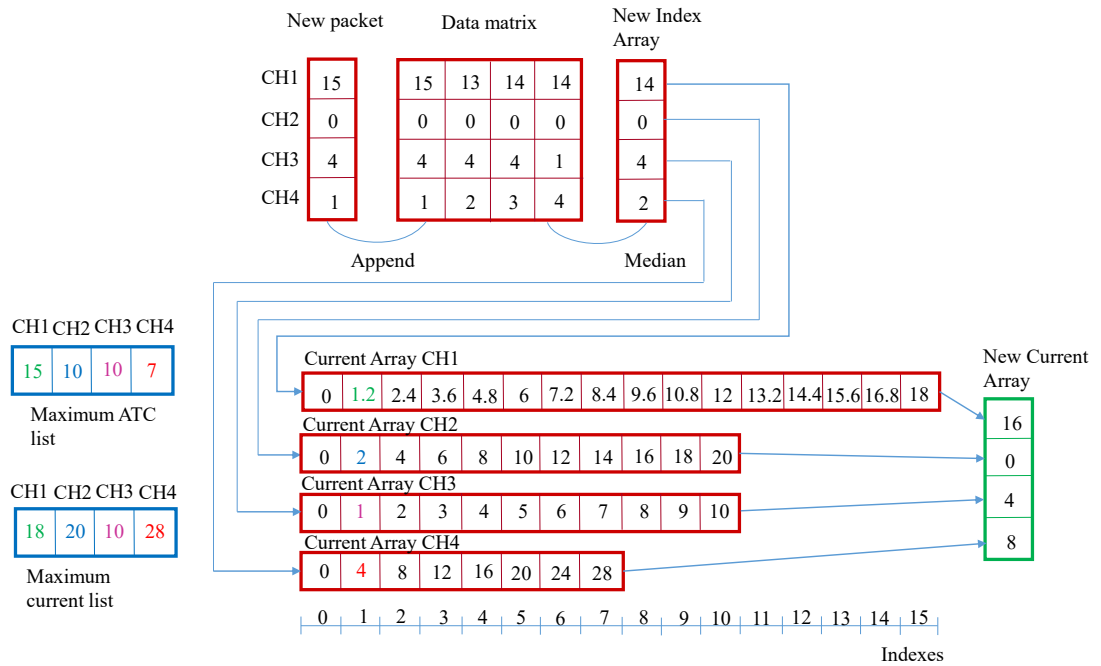 New packet
Data matrix
New Index
Array
CH1 15 15 13 14 14 14
CH2 0 0 0 0 0 0
CH3 4 4 4 4 1 4
CH4 1 1 2 3 4 2
Append
Median
CH1 CH2 CH3 CH4
15 10 10 7
Maximum ATC
list
CH1 CH2 CH3 CH4
18 20 10 28
Maximum
current list
Current Array CH1
0 1.2 2.4 3.6 4.8 6 7.2 8.4 9.6 10.8 12 13.2 14.4 15.6 16.8 18
Current Array CH2
0 2 4 6 8 10 12 14 16 18 20
Current Array CH3
0 1 2 3 4 5 6 7 8 9 10
Current Array CH4
0 4 8 12 16 20 24 28
New Current
Array
16
0
4
8
0 1 2 3 4 5 6 7 8 9 10 11 12 13 14 15
Indexes